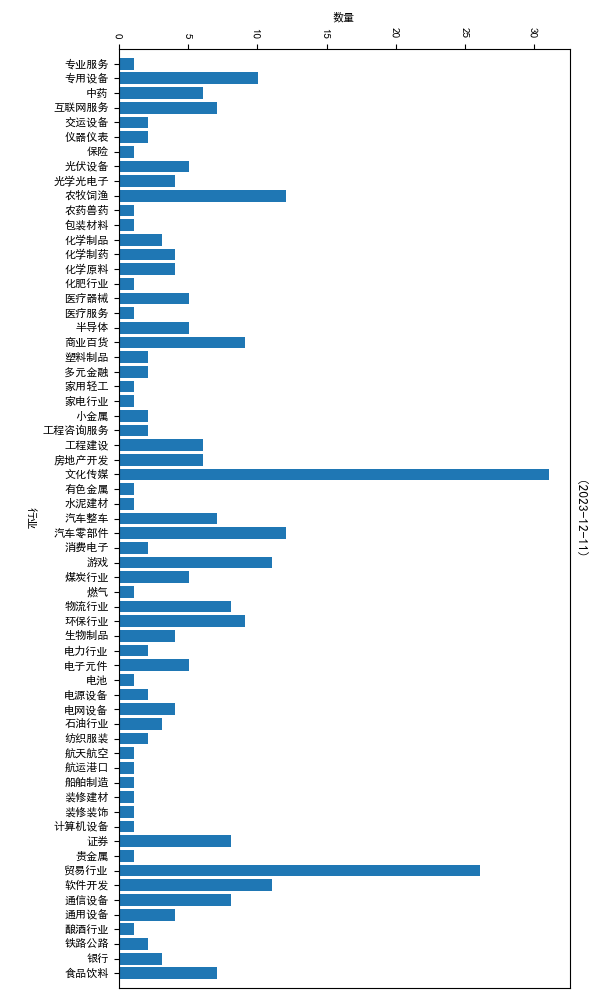 数量
0 5 10 15 20 25 30
专业服务
专用设备
中药
互联网服务
交运设备
仪器仪表
保险
光伏设备
光学光电子
农牧饲渔
农药兽药
包装材料
化学制品
化学制药
化学原料
化肥行业
医疗器械
医疗服务
半导体
商业百货
塑料制品
多元金融
家用轻工
家电行业
小金属
工程咨询服务
工程建设
房地产开发
文化传媒
有色金属
水泥建材
汽车整车
汽车零部件
消费电子
游戏
煤炭行业
燃气
物流行业
环保行业
生物制品
电力行业
电子元件
电池
电源设备
电网设备
石油行业
纺织服装
航天航空
航运港口
船舶制造
装修建材
装修装饰
计算机设备
证券
贵金属
贸易行业
软件开发
通信设备
通用设备
酿酒行业
铁路公路
银行
食品饮料
行业
(2023-12-11)